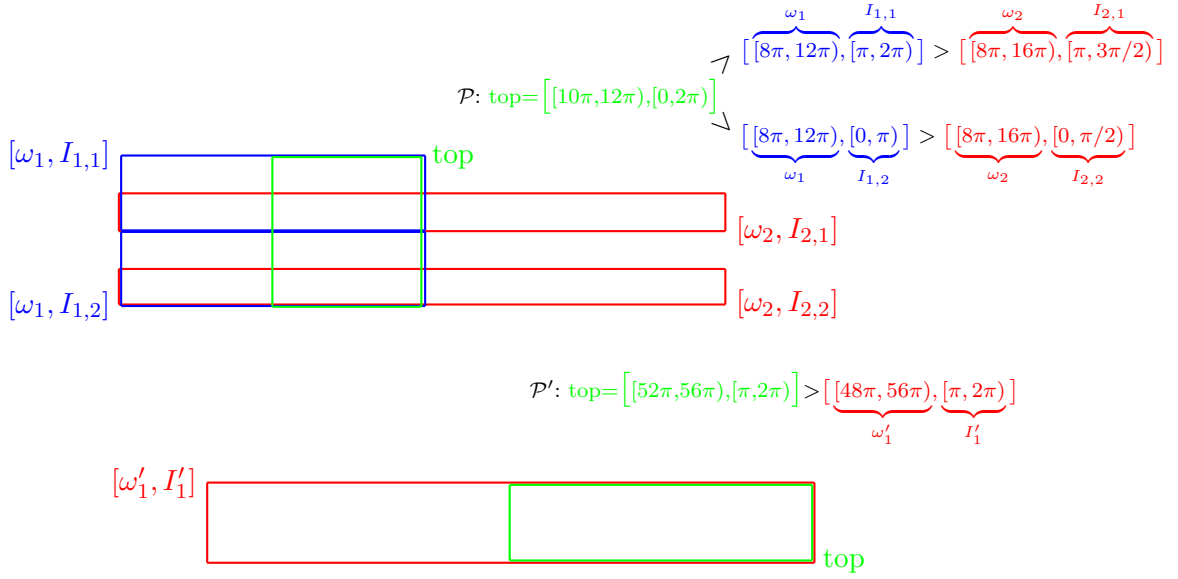 ω₁ I₁,₁ ω₂ I₂,₁
[ [8π, 12π), [π, 2π) ] > [ [8π, 16π), [π, 3π/2) ]
>
𝒫: top=[[10π,12π),[0,2π)]
>
[ [8π, 12π), [0, π) ] > [ [8π, 16π), [0, π/2) ]
ω₁ I₁,₂ ω₂ I₂,₂
[ω₁, I₁,₁] top
[ω₂, I₂,₁]
[ω₁, I₁,₂] [ω₂, I₂,₂]
𝒫′: top=[[52π,56π),[π,2π)]>[ [48π, 56π), [π, 2π) ]
ω′₁ I′₁
[ω′₁, I′₁]
top